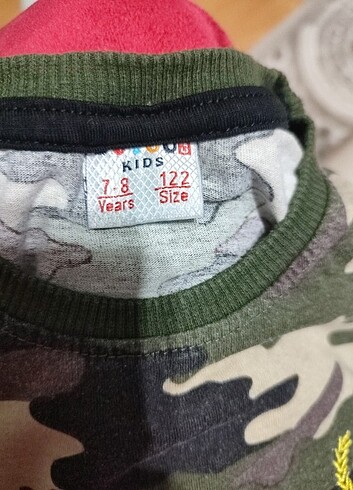 KIDS
7-8 122
Years Size